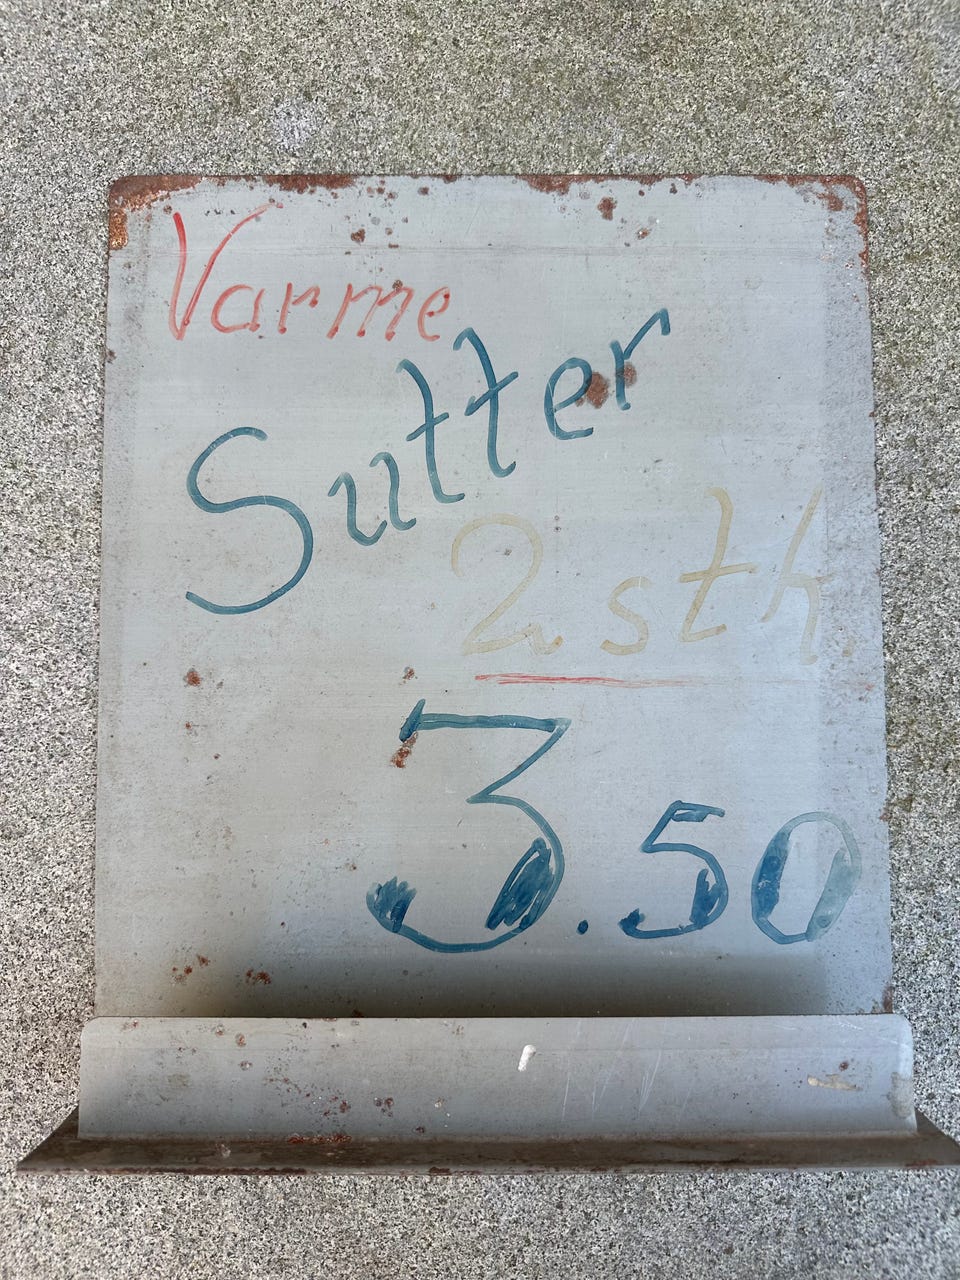 Varme
Sutter
2 stk.
3.50